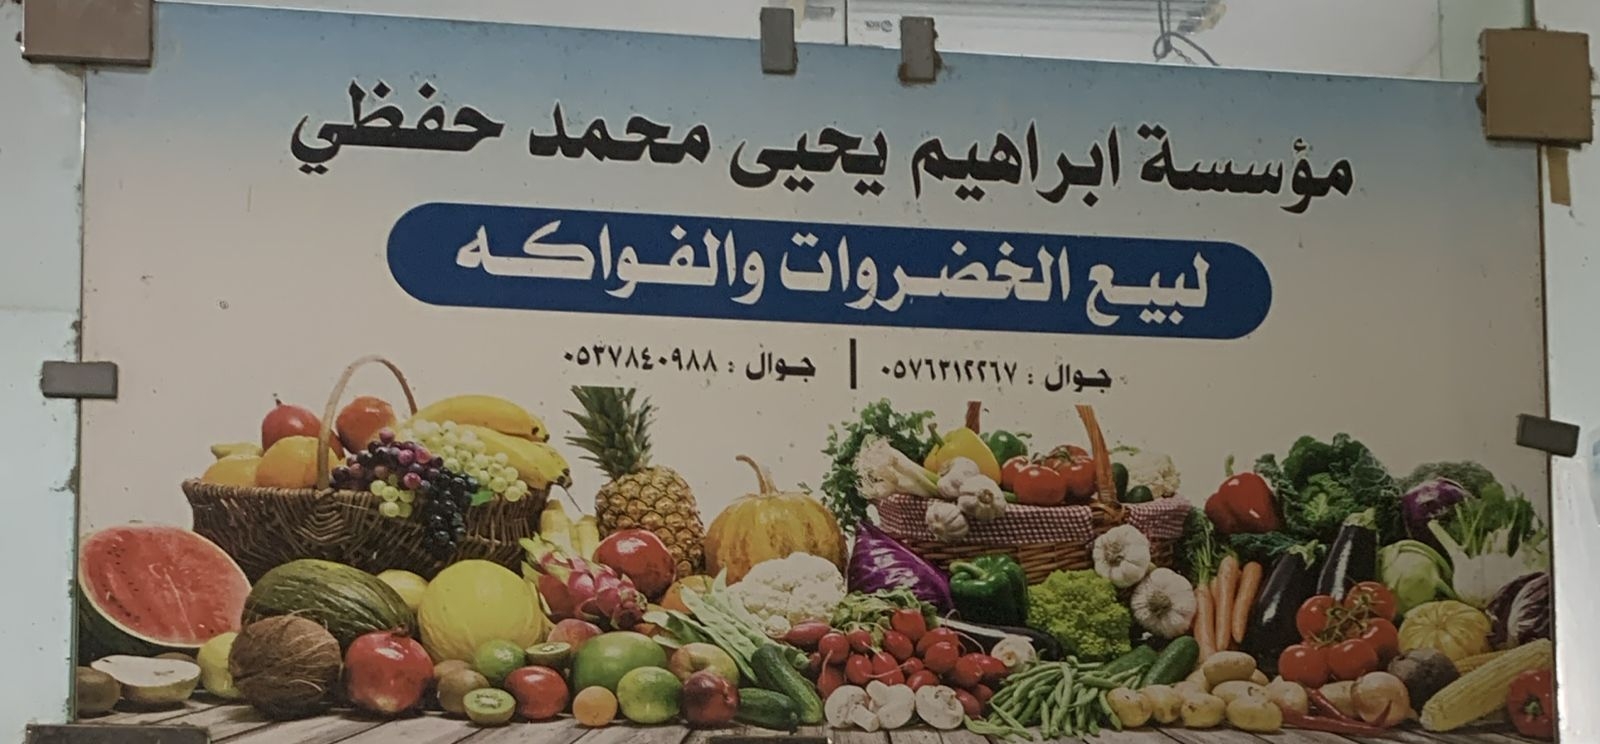 مؤسسة ابراهيم يحيى محمد حفظي
لبيع الخضروات والفواكه
جوال : ٠٥٧٦٣١٢٢٦٧ | جوال : ٠٥٣٧٨٤٠٩٨٨